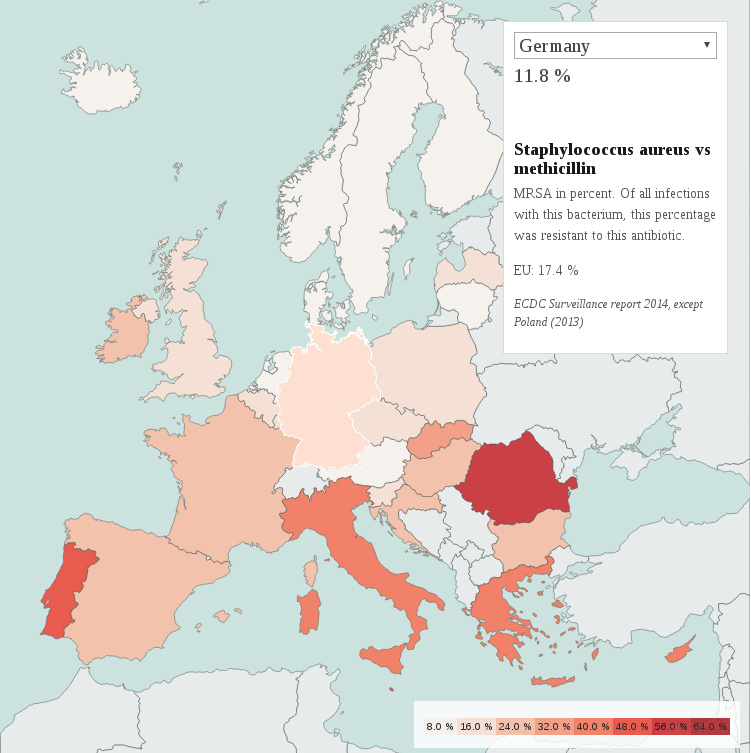 Germany
11.8 %
Staphylococcus aureus vs
methicillin
MRSA in percent. Of all infections
with this bacterium, this percentage
was resistant to this antibiotic.
EU: 17.4 %
ECDC Surveillance report 2014, except
Poland (2013)
8.0 % 16.0 % 24.0 % 32.0 % 40.0 % 48.0 % 56.0 % 64.0 %